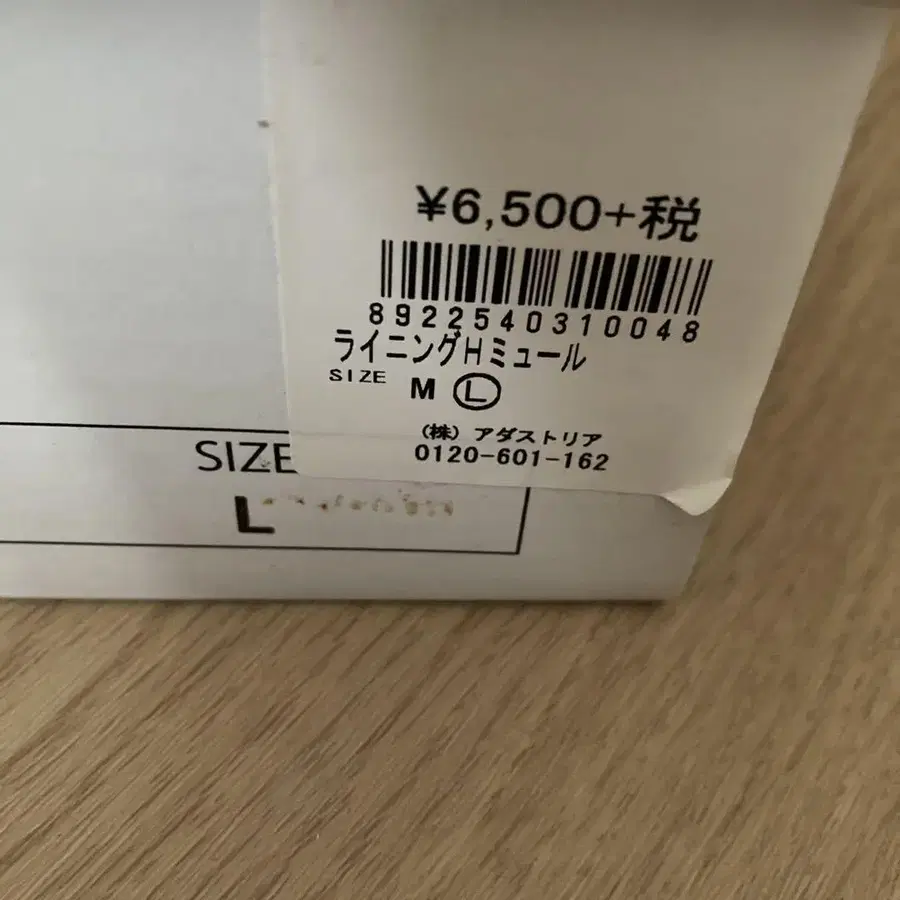 ¥6,500+税
8922540310048
ライニングHミュール
SIZE M L
(株) アダストリア
0120-601-162
SIZE
L